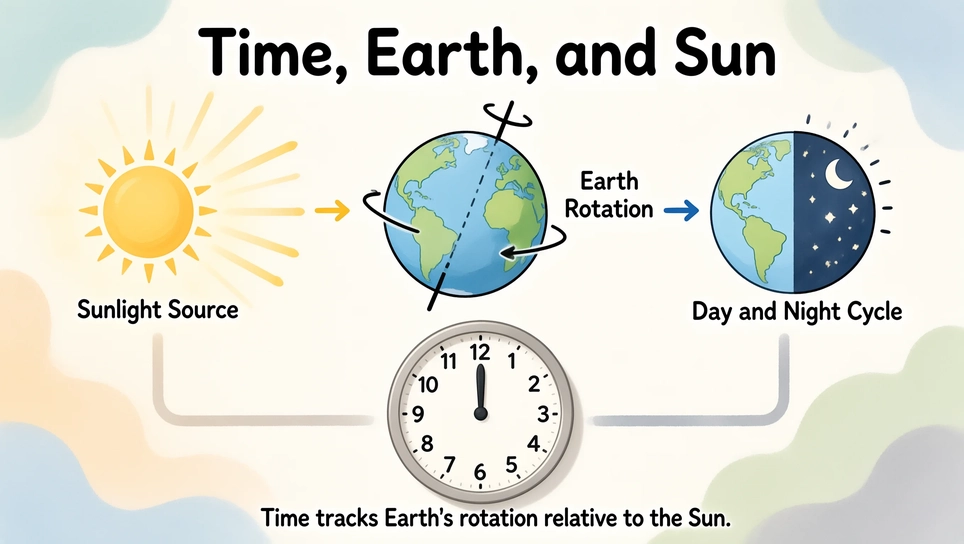 Time, Earth, and Sun
Earth
Rotation
Sunlight Source
Day and Night Cycle
12
1
2
3
4
5
6
7
8
9
10
11
Time tracks Earth's rotation relative to the Sun.